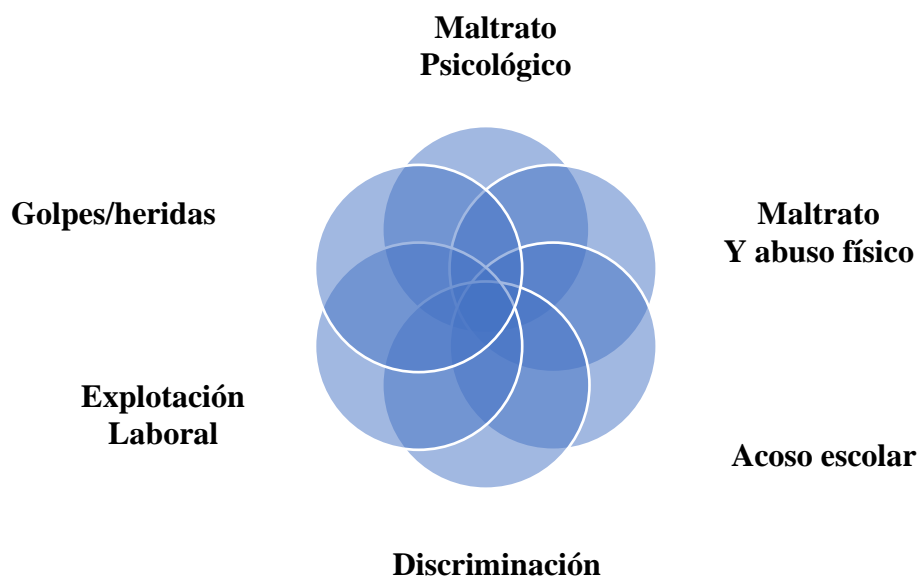 Maltrato
Psicológico
Golpes/heridas
Maltrato
Y abuso físico
Explotación
Laboral
Acoso escolar
Discriminación